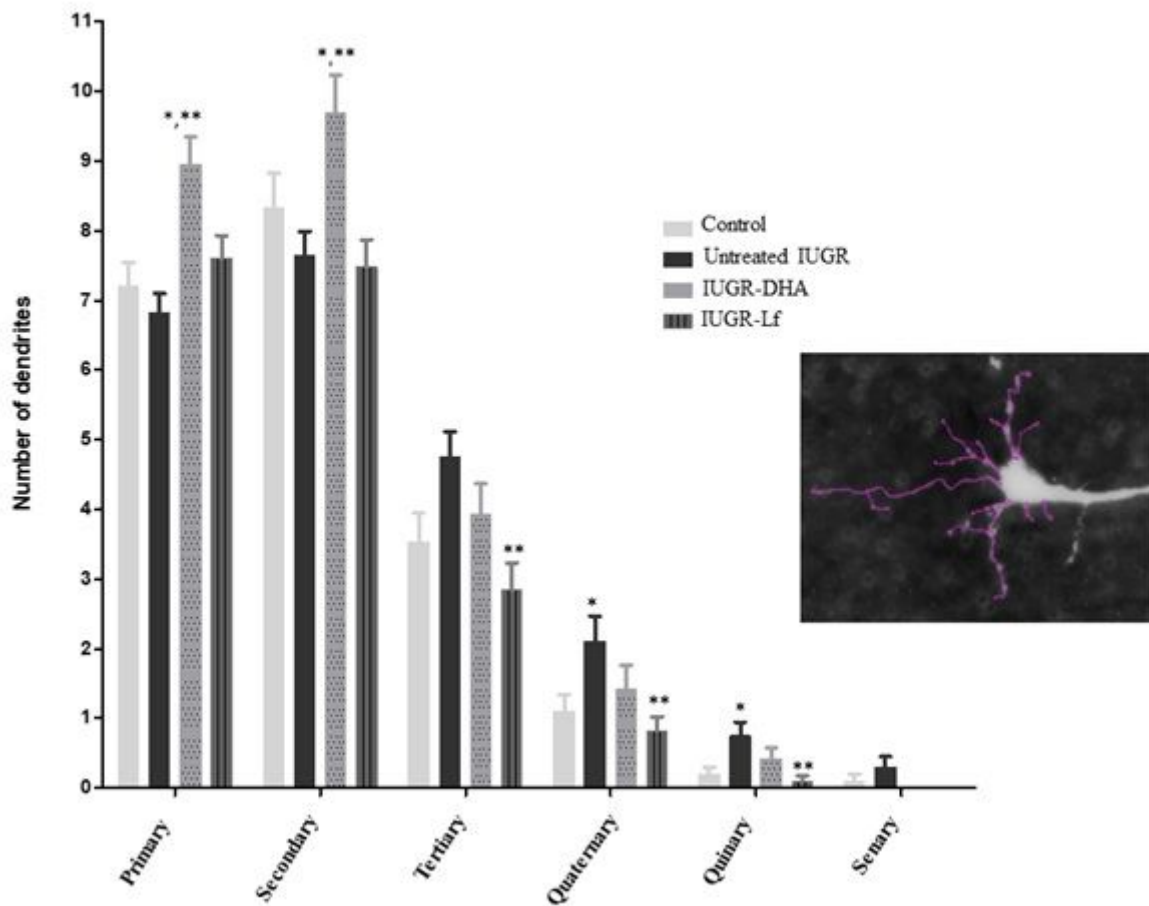 Number of dendrites
11
10
9
8
7
6
5
4
3
2
1
0
*,**
*,**
**
*
**
*
**
Control
Untreated IUGR
IUGR-DHA
IUGR-Lf
Primary
Secondary
Tertiary
Quaternary
Quinary
Senary